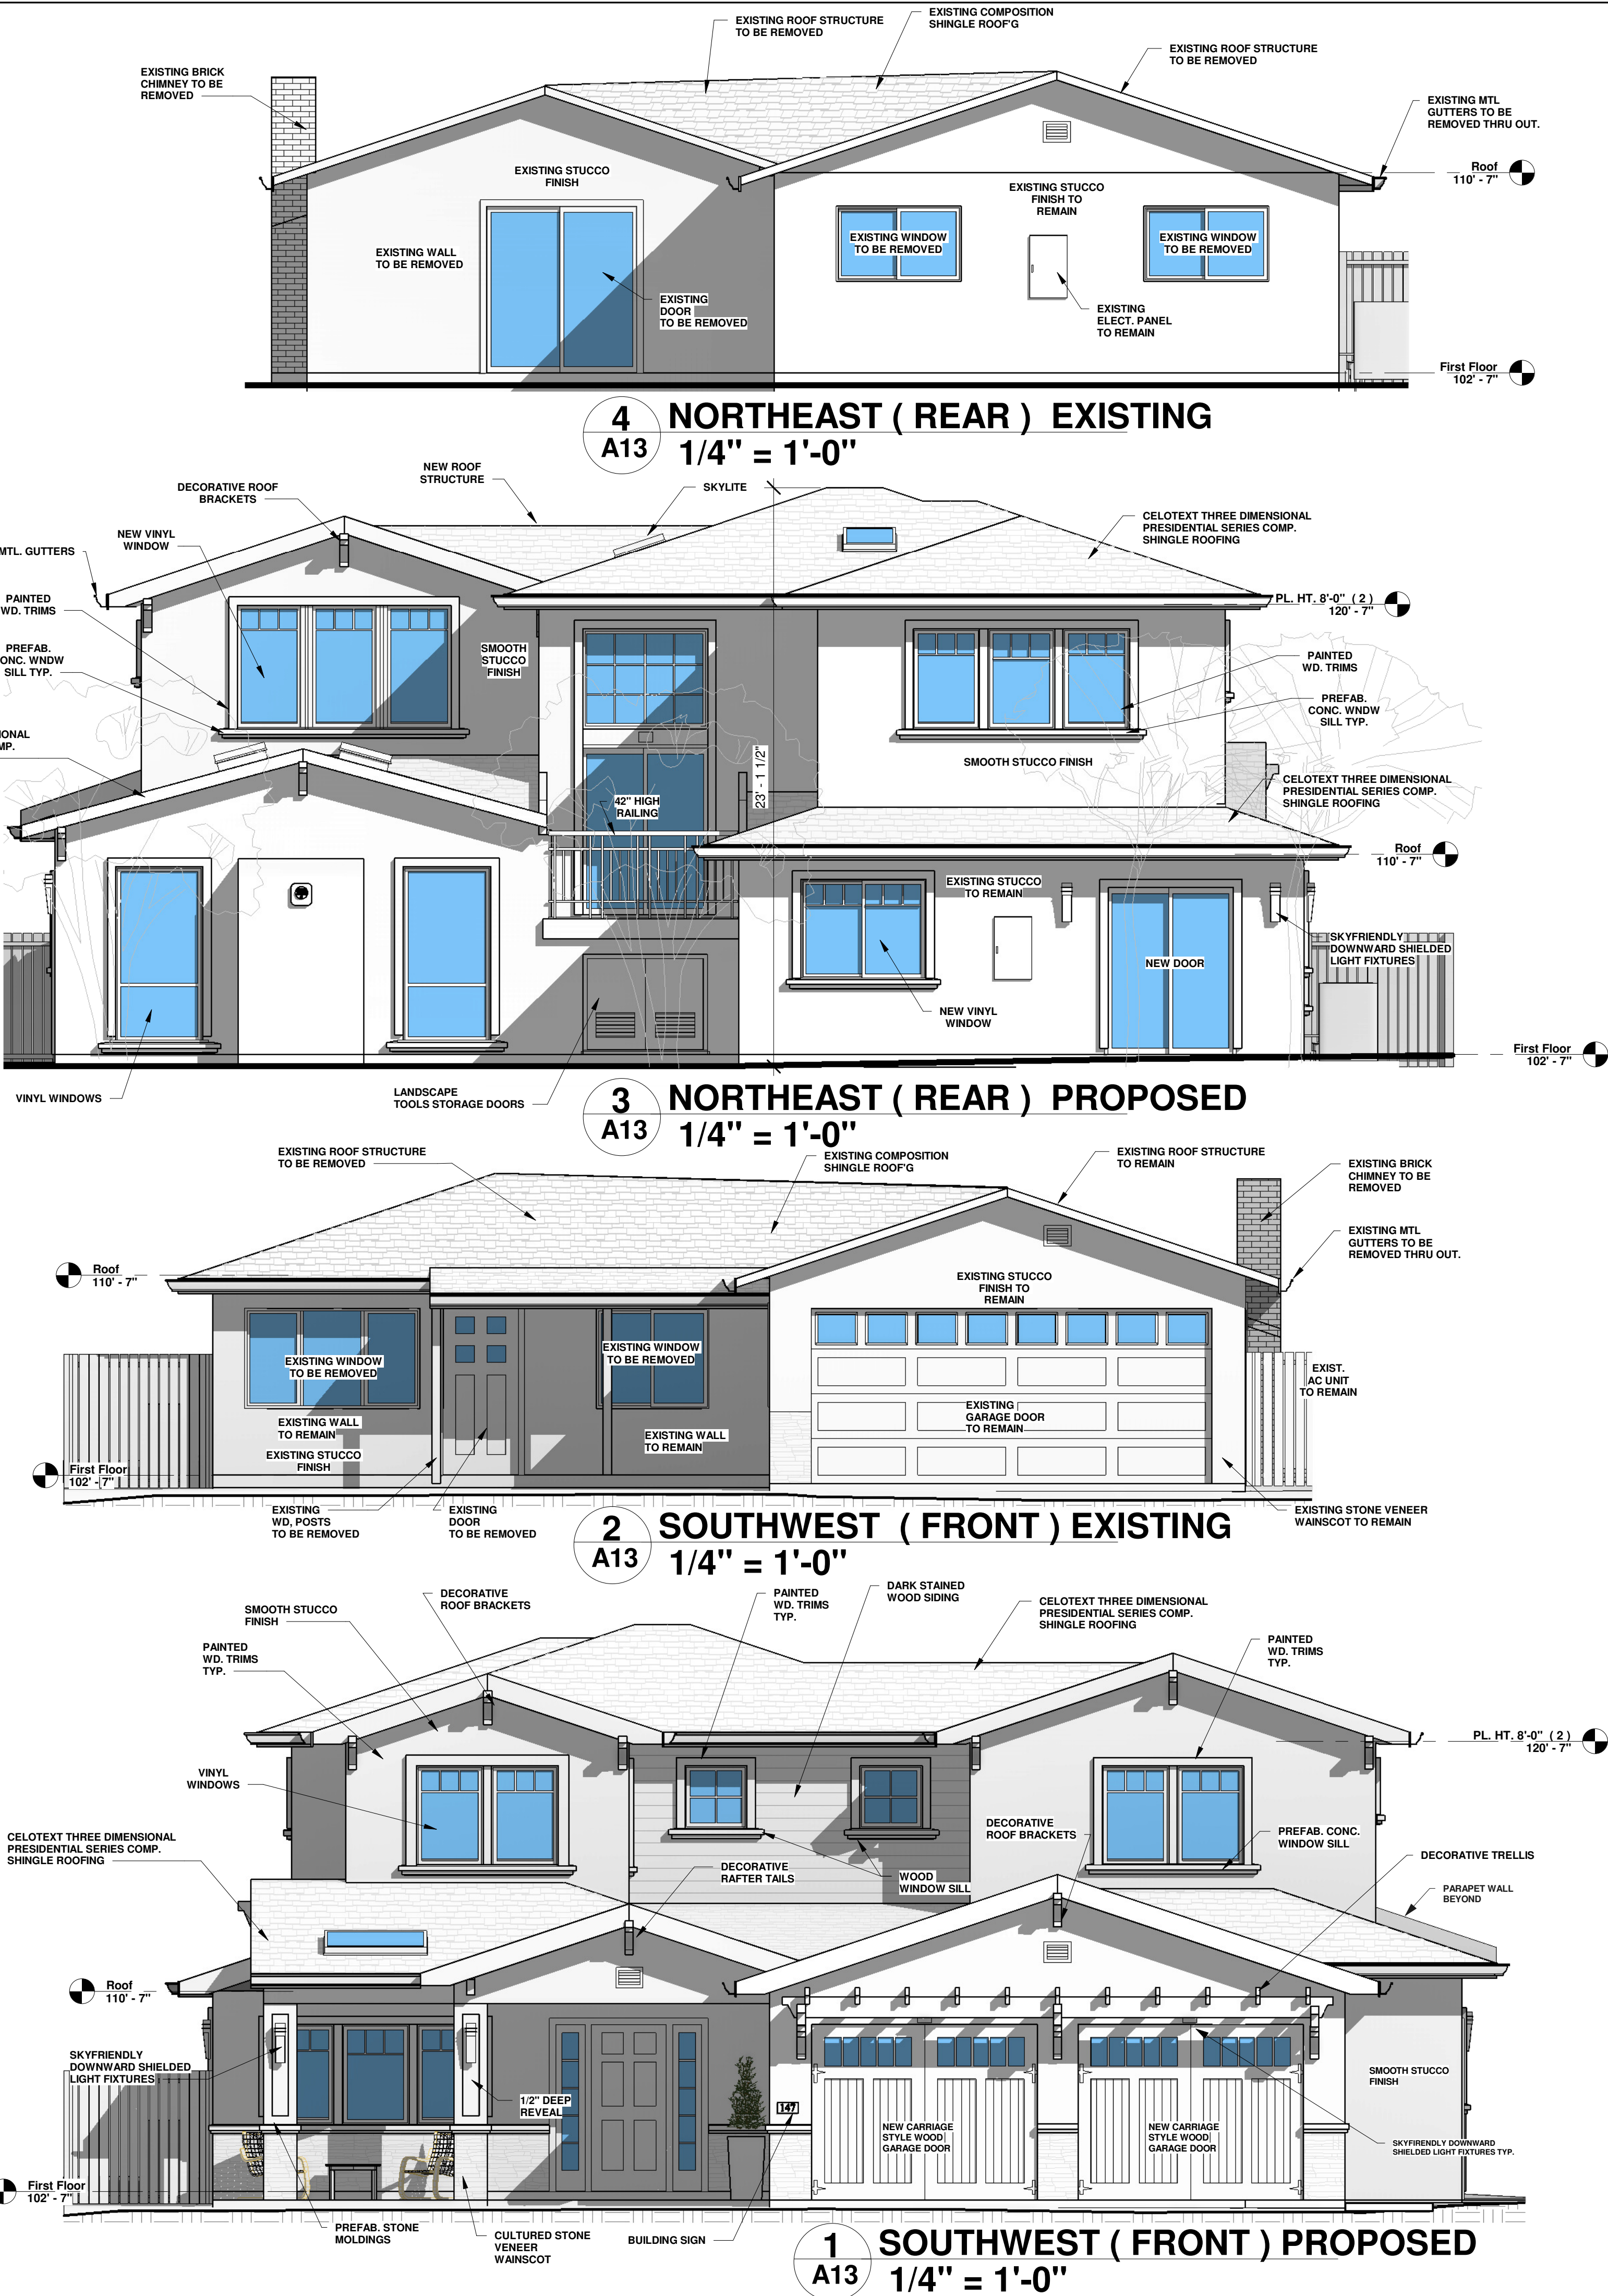 EXISTING ROOF STRUCTURE
TO BE REMOVED
EXISTING COMPOSITION
SHINGLE ROOF'G
EXISTING ROOF STRUCTURE
TO BE REMOVED
EXISTING BRICK
CHIMNEY TO BE
REMOVED
EXISTING MTL
GUTTERS TO BE
REMOVED THRU OUT.
Roof
110' - 7"
EXISTING STUCCO
FINISH
EXISTING STUCCO
FINISH TO
REMAIN
EXISTING WALL
TO BE REMOVED
EXISTING WINDOW
TO BE REMOVED
EXISTING WINDOW
TO BE REMOVED
EXISTING
DOOR
TO BE REMOVED
EXISTING
ELECT. PANEL
TO REMAIN
First Floor
102' - 7"
4
A13
NORTHEAST ( REAR ) EXISTING
1/4" = 1'-0"
NEW ROOF
STRUCTURE
DECORATIVE ROOF
BRACKETS
SKYLITE
CELOTEXT THREE DIMENSIONAL
PRESIDENTIAL SERIES COMP.
SHINGLE ROOFING
NEW VINYL
WINDOW
MTL. GUTTERS
PAINTED
WD. TRIMS
PL. HT. 8'-0" ( 2 )
120' - 7"
PREFAB.
ONC. WNDW
SILL TYP.
SMOOTH
STUCCO
FINISH
PAINTED
WD. TRIMS
PREFAB.
CONC. WNDW
SILL TYP.
IONAL
MP.
SMOOTH STUCCO FINISH
23' - 1 1/2"
CELOTEXT THREE DIMENSIONAL
PRESIDENTIAL SERIES COMP.
SHINGLE ROOFING
42" HIGH
RAILING
Roof
110' - 7"
EXISTING STUCCO
TO REMAIN
SKYFRIENDLY
DOWNWARD SHIELDED
LIGHT FIXTURES
NEW DOOR
NEW VINYL
WINDOW
First Floor
102' - 7"
VINYL WINDOWS
LANDSCAPE
TOOLS STORAGE DOORS
3
A13
NORTHEAST ( REAR ) PROPOSED
1/4" = 1'-0"
EXISTING ROOF STRUCTURE
TO BE REMOVED
EXISTING COMPOSITION
SHINGLE ROOF'G
EXISTING ROOF STRUCTURE
TO REMAIN
EXISTING BRICK
CHIMNEY TO BE
REMOVED
EXISTING MTL
GUTTERS TO BE
REMOVED THRU OUT.
Roof
110' - 7"
EXISTING STUCCO
FINISH TO
REMAIN
EXISTING WINDOW
TO BE REMOVED
EXISTING WINDOW
TO BE REMOVED
EXIST.
AC UNIT
TO REMAIN
EXISTING WALL
TO REMAIN
EXISTING STUCCO
FINISH
EXISTING WALL
TO REMAIN
EXISTING
GARAGE DOOR
TO REMAIN
First Floor
102' - 7"
EXISTING
WD, POSTS
TO BE REMOVED
EXISTING
DOOR
TO BE REMOVED
EXISTING STONE VENEER
WAINSCOT TO REMAIN
2
A13
SOUTHWEST ( FRONT ) EXISTING
1/4" = 1'-0"
DECORATIVE
ROOF BRACKETS
PAINTED
WD. TRIMS
TYP.
DARK STAINED
WOOD SIDING
CELOTEXT THREE DIMENSIONAL
PRESIDENTIAL SERIES COMP.
SHINGLE ROOFING
SMOOTH STUCCO
FINISH
PAINTED
WD. TRIMS
TYP.
PAINTED
WD. TRIMS
TYP.
PL. HT. 8'-0" ( 2 )
120' - 7"
VINYL
WINDOWS
CELOTEXT THREE DIMENSIONAL
PRESIDENTIAL SERIES COMP.
SHINGLE ROOFING
DECORATIVE
ROOF BRACKETS
PREFAB. CONC.
WINDOW SILL
DECORATIVE TRELLIS
DECORATIVE
RAFTER TAILS
WOOD
WINDOW SILL
PARAPET WALL
BEYOND
Roof
110' - 7"
SKYFRIENDLY
DOWNWARD SHIELDED
LIGHT FIXTURES
1/2" DEEP
REVEAL
147
SMOOTH STUCCO
FINISH
NEW CARRIAGE
STYLE WOOD
GARAGE DOOR
NEW CARRIAGE
STYLE WOOD
GARAGE DOOR
SKYFIRENDLY DOWNWARD
SHIELDED LIGHT FIXTURES TYP.
First Floor
102' - 7"
PREFAB. STONE
MOLDINGS
CULTURED STONE
VENEER
WAINSCOT
BUILDING SIGN
1
A13
SOUTHWEST ( FRONT ) PROPOSED
1/4" = 1'-0"